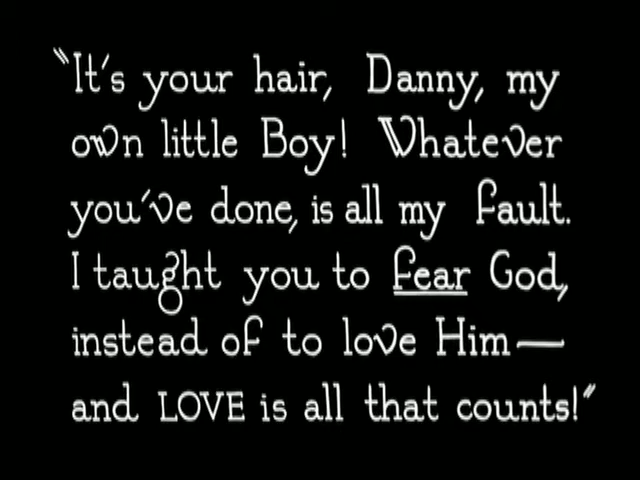 "It's your hair, Danny, my
own little Boy! Whatever
you've done, is all my fault.
I taught you to fear God,
instead of to love Him—
and LOVE is all that counts!"